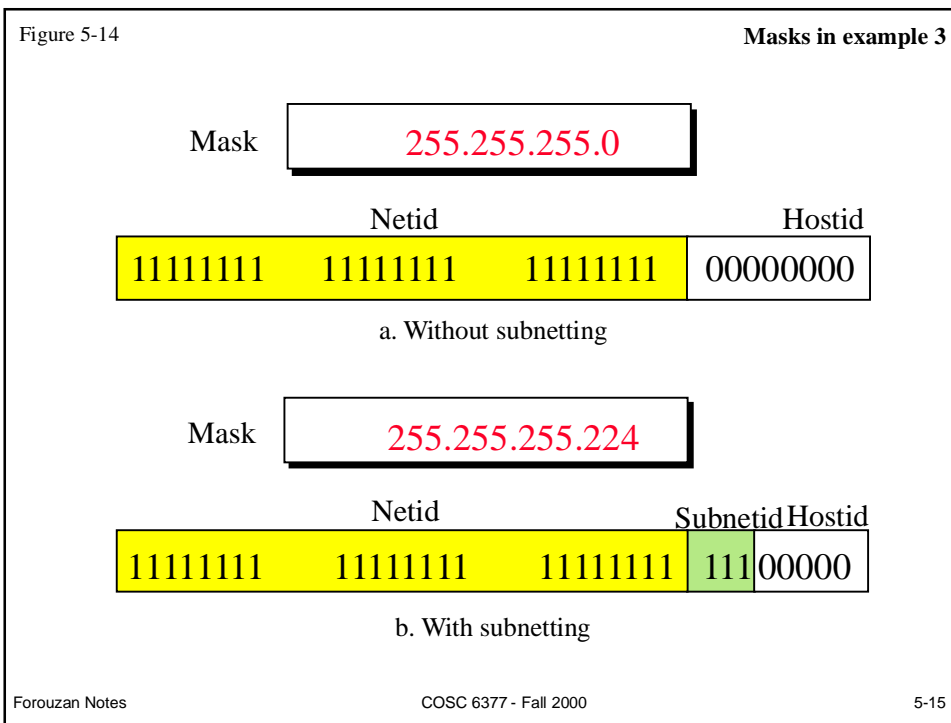 Figure 5-14 Masks in example 3
Mask 255.255.255.0
Netid Hostid
11111111 11111111 11111111 00000000
a. Without subnetting
Mask 255.255.255.224
Netid Subnetid Hostid
11111111 11111111 11111111 111 00000
b. With subnetting
Forouzan Notes COSC 6377 - Fall 2000 5-15